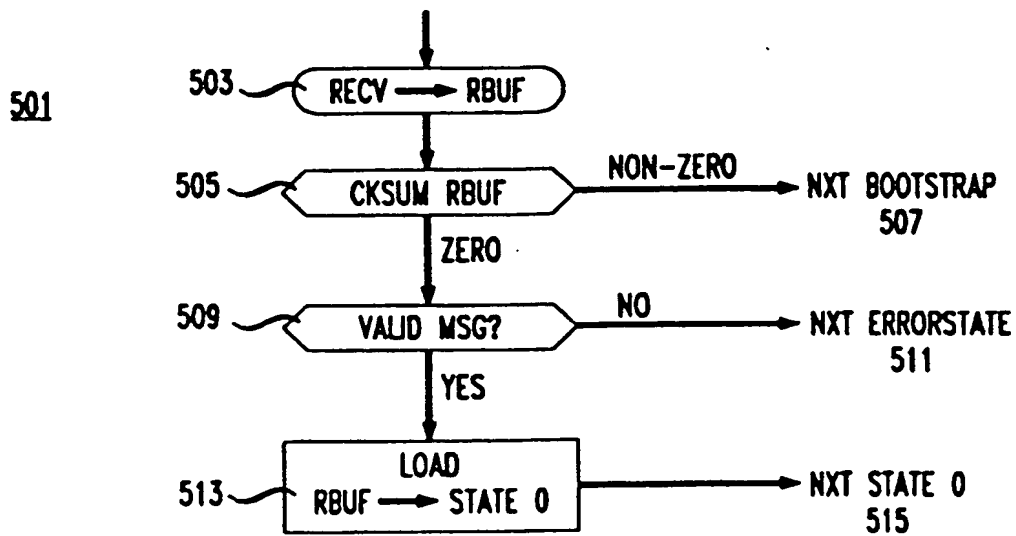 503
RECV → RBUF
501
505
CKSUM RBUF
NON-ZERO
NXT BOOTSTRAP
507
ZERO
509
VALID MSG?
NO
NXT ERRORSTATE
511
YES
513
LOAD
RBUF → STATE 0
NXT STATE 0
515